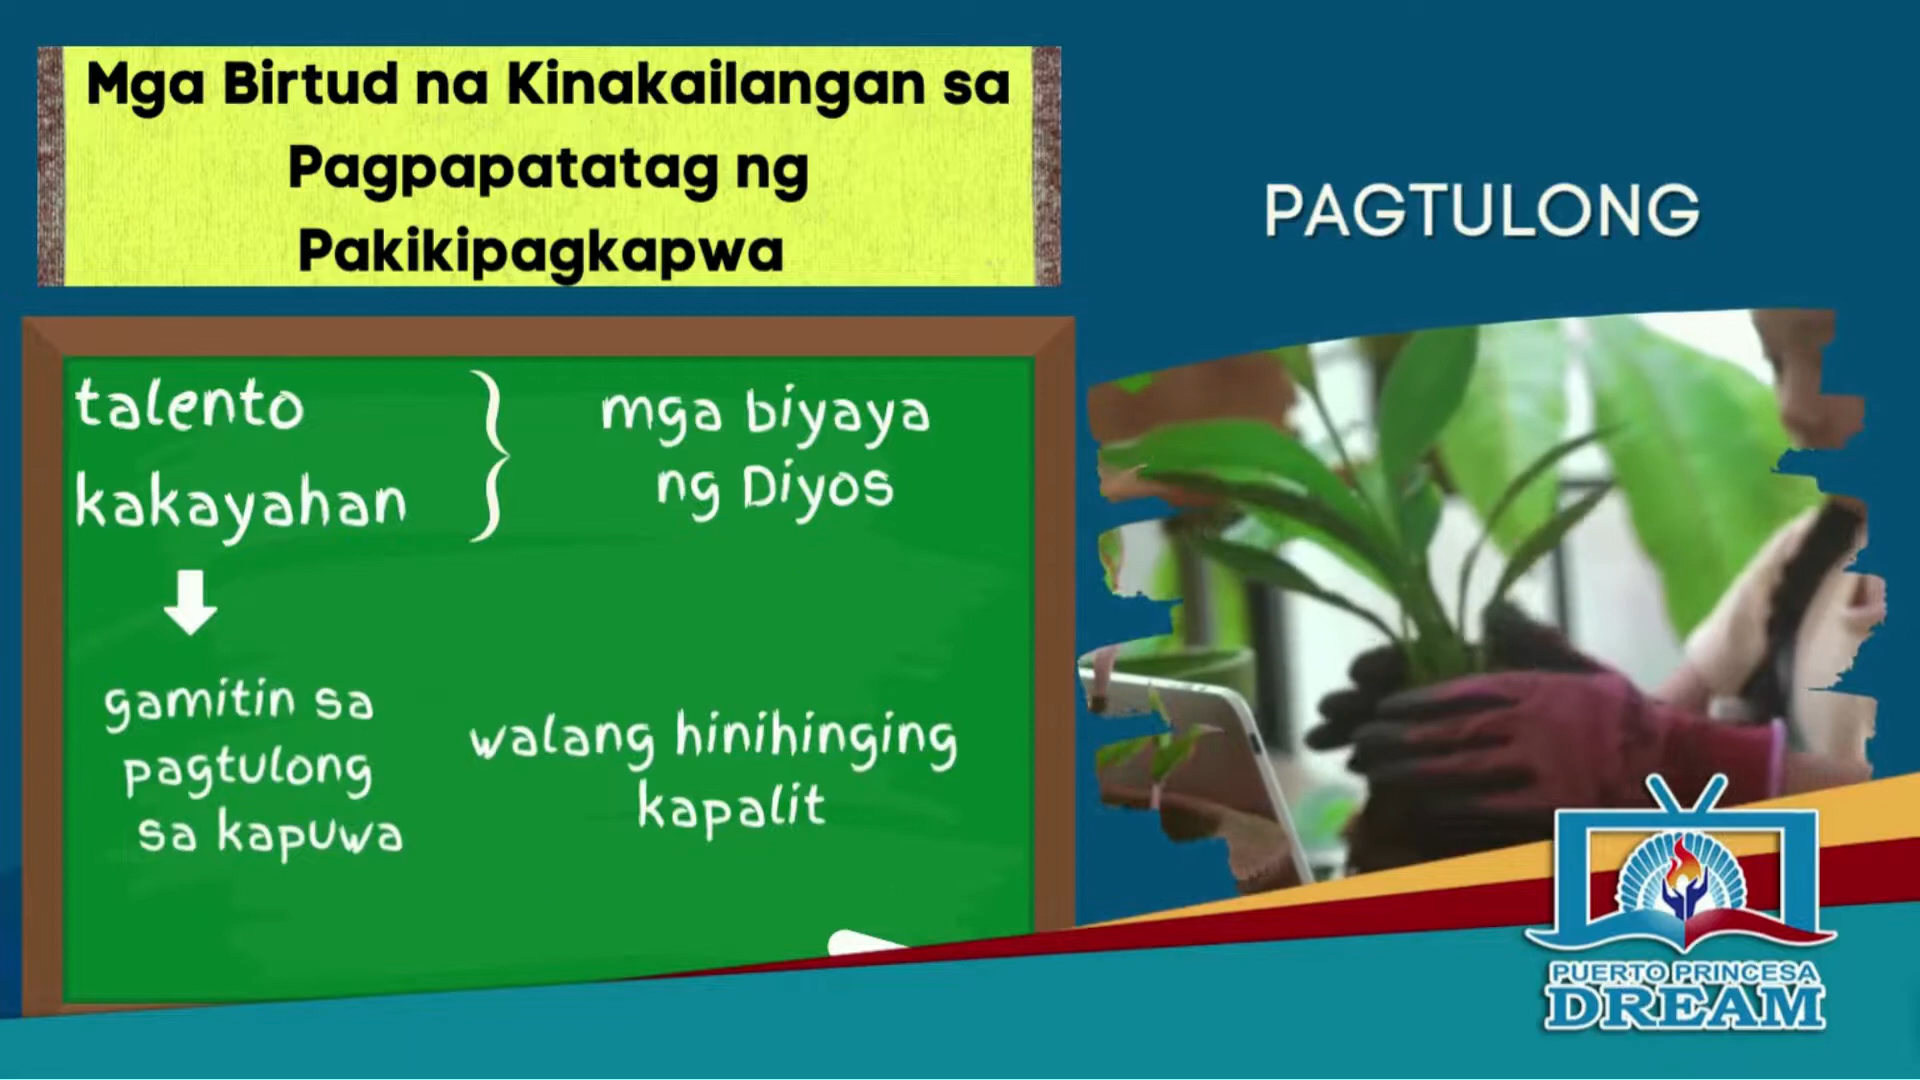 Mga Birtud na Kinakailangan sa
Pagpapatatag ng
Pakikipagkapwa
PAGTULONG
talento
kakayahan
mga biyaya
ng Diyos
gamitin sa
pagtulong
sa kapuwa
walang hinihinging
kapalit
PUERTO PRINCESA
DREAM